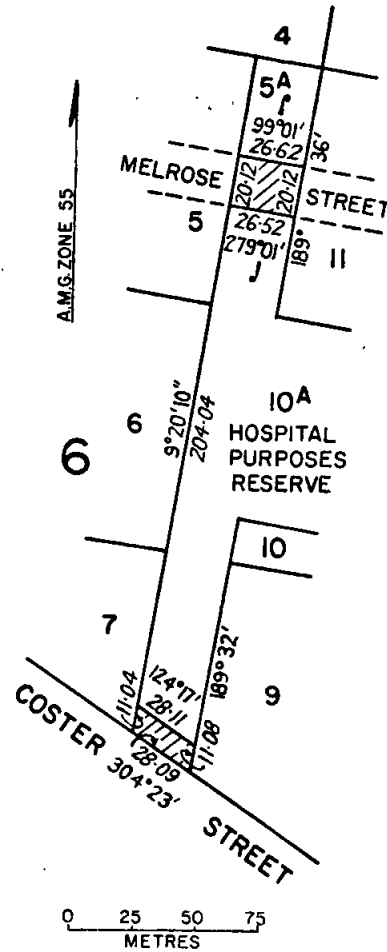 4
5A
99°01'
26·62
36'
MELROSE
20·12
20·12
STREET
A.M.G. ZONE 55
5
26·52
279°01'
189°
11
6
9°20'10"
204·04
10A
HOSPITAL
PURPOSES
RESERVE
6
10
7
124°17'
28·11
189°32'
9
11·04
11·08
28·09
COSTER
304°23'
STREET
0 25 50 75
METRES